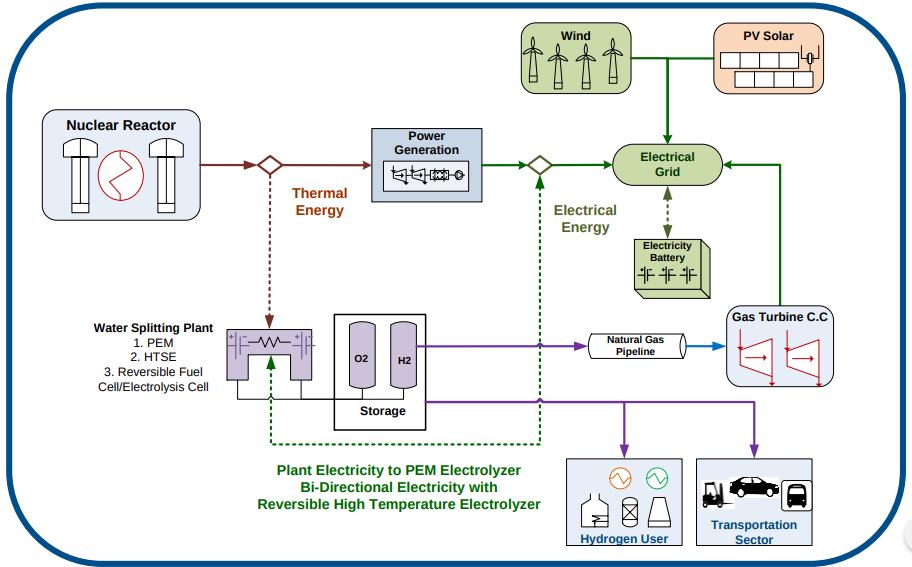 Wind
PV Solar
Nuclear Reactor
Power
Generation
Electrical
Grid
Thermal
Energy
Electrical
Energy
Electricity
Battery
Gas Turbine C.C
Water Splitting Plant
1. PEM
2. HTSE
3. Reversible Fuel
Cell/Electrolysis Cell
O2
H2
Storage
Natural Gas
Pipeline
Plant Electricity to PEM Electrolyzer
Bi-Directional Electricity with
Reversible High Temperature Electrolyzer
Hydrogen User
Transportation
Sector